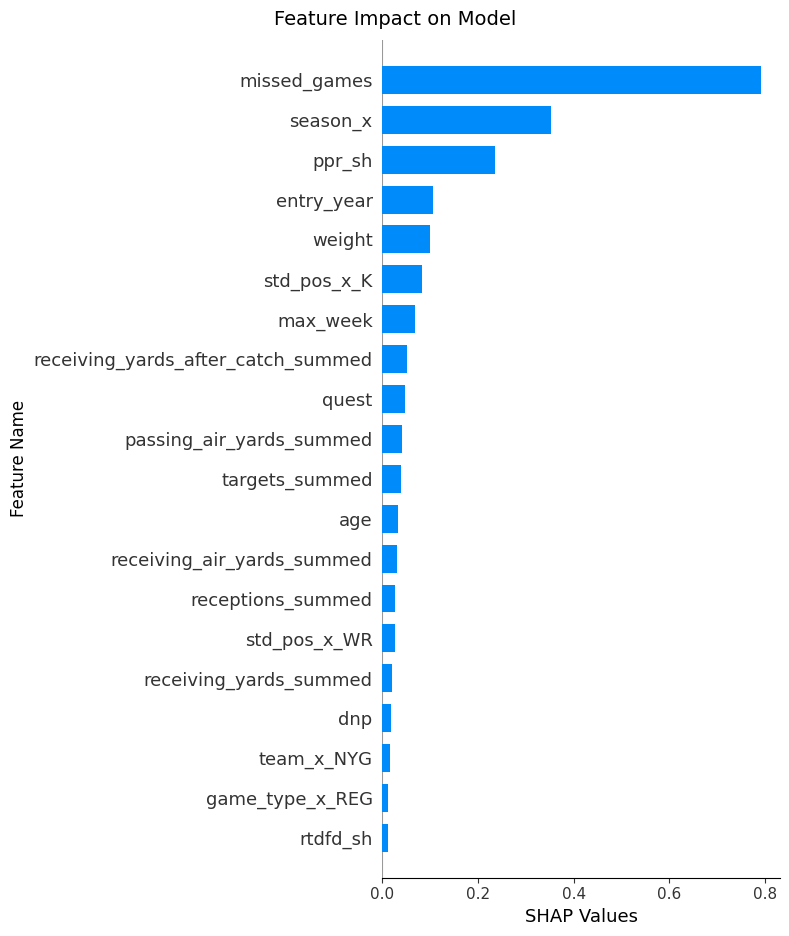 Feature Impact on Model
missed_games
season_x
ppr_sh
entry_year
weight
std_pos_x_K
max_week
receiving_yards_after_catch_summed
quest
passing_air_yards_summed
targets_summed
age
receiving_air_yards_summed
receptions_summed
std_pos_x_WR
receiving_yards_summed
dnp
team_x_NYG
game_type_x_REG
rtdfd_sh
Feature Name
0.0 0.2 0.4 0.6 0.8
SHAP Values